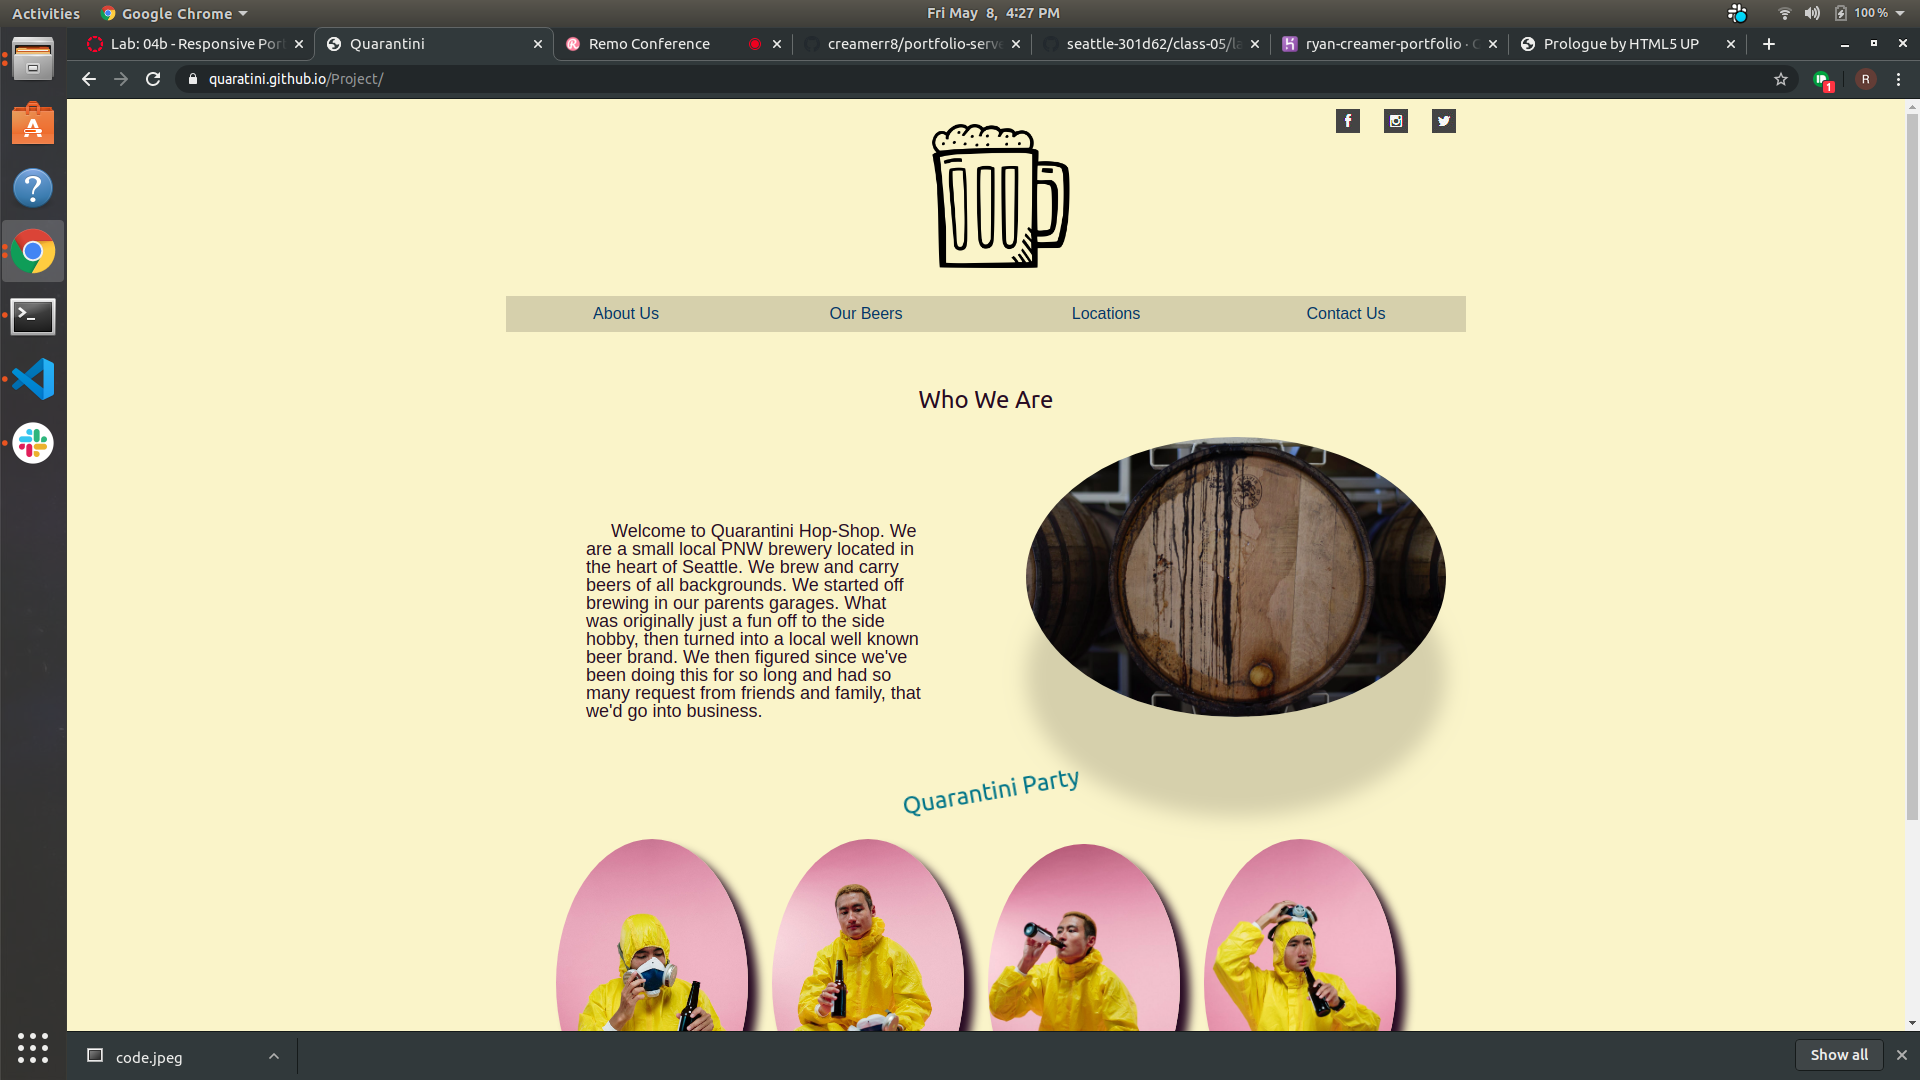 Activities
Google Chrome
Fri May 8, 4:27 PM
100 %
Lab: 04b - Responsive Por
Quarantini
Remo Conference
creamerr8/portfolio-serve
seattle-301d62/class-05/la
ryan-creamer-portfolio · C
Prologue by HTML5 UP
quaratini.github.io/Project/
1
R
About Us
Our Beers
Locations
Contact Us
Who We Are
Welcome to Quarantini Hop-Shop. We
are a small local PNW brewery located in
the heart of Seattle. We brew and carry
beers of all backgrounds. We started off
brewing in our parents garages. What
was originally just a fun off to the side
hobby, then turned into a local well known
beer brand. We then figured since we've
been doing this for so long and had so
many request from friends and family, that
we'd go into business.
Quarantini Party
code.jpeg
Show all